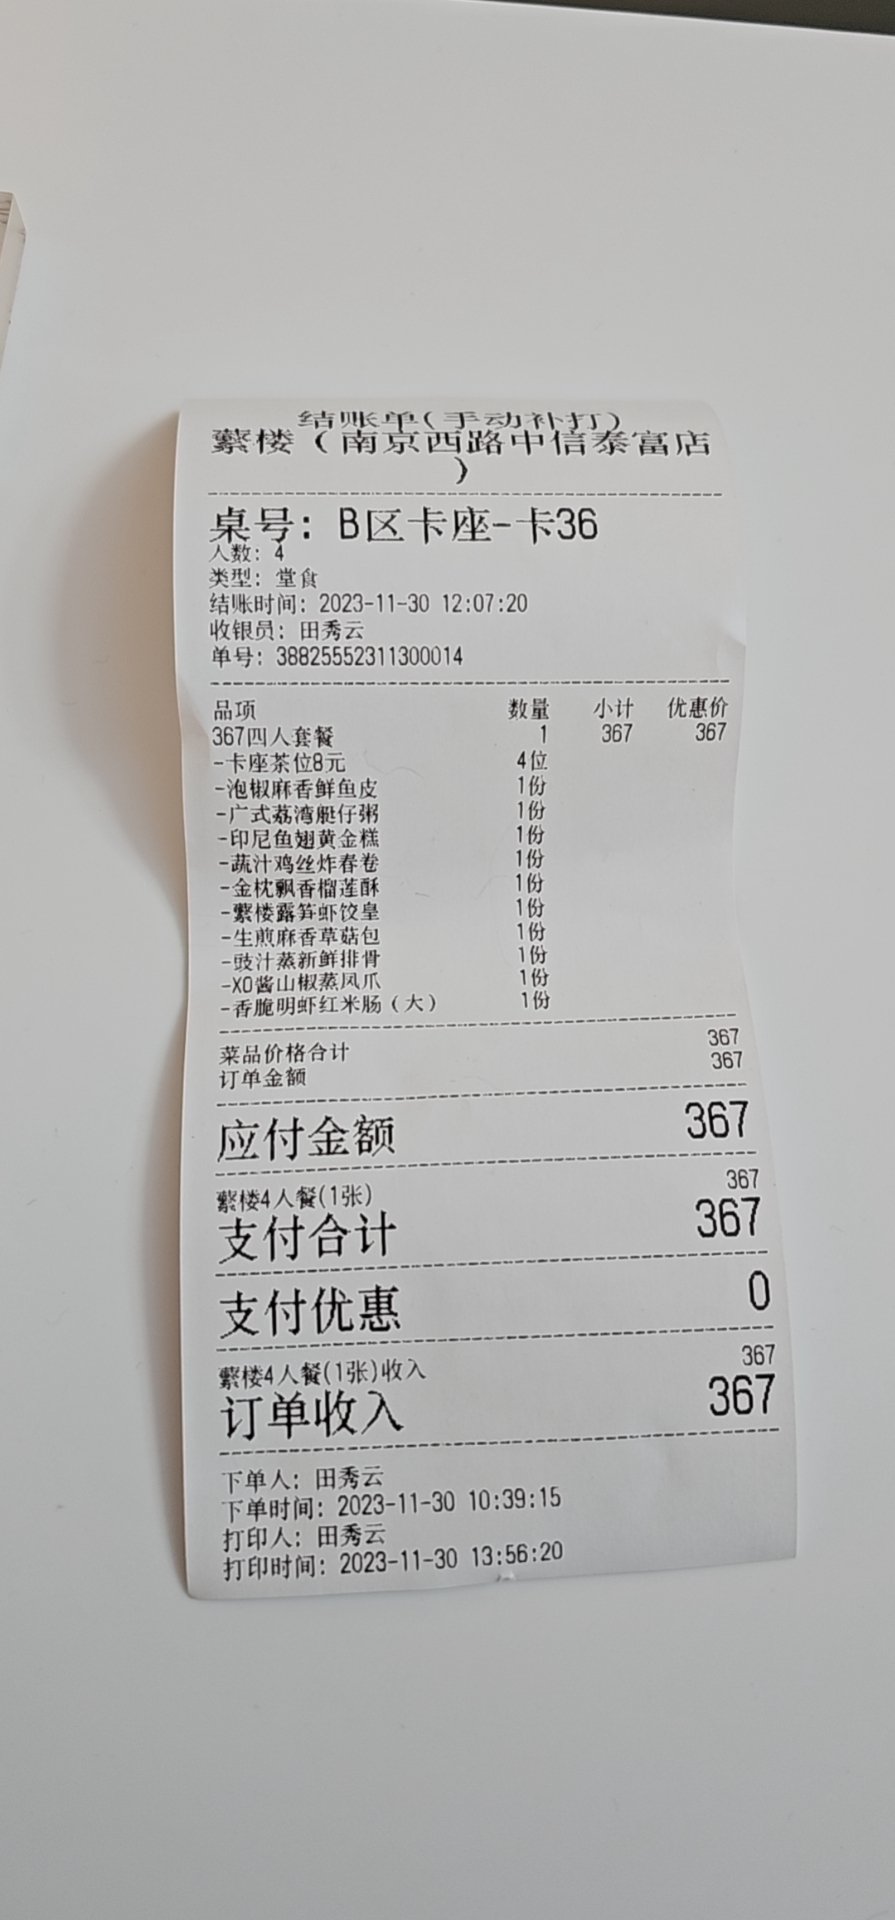 结账单(手动补打)
蘩楼（南京西路中信泰富店
）
桌号: B区卡座-卡36
人数: 4
类型: 堂食
结账时间: 2023-11-30 12:07:20
收银员: 田秀云
单号: 38825552311300014
品项 数量 小计 优惠价
367四人套餐 1 367 367
-卡座茶位8元 4位
-泡椒麻香鲜鱼皮 1份
-广式荔湾艇仔粥 1份
-印尼鱼翅黄金糕 1份
-蔬汁鸡丝炸春卷 1份
-金枕飘香榴莲酥 1份
-蘩楼露笋虾饺皇 1份
-生煎麻香草菇包 1份
-豉汁蒸新鲜排骨 1份
-XO酱山椒蒸凤爪 1份
-香脆明虾红米肠（大） 1份
菜品价格合计 367
订单金额 367
应付金额 367
蘩楼4人餐(1张) 367
支付合计 367
支付优惠 0
蘩楼4人餐(1张)收入 367
订单收入 367
下单人: 田秀云
下单时间: 2023-11-30 10:39:15
打印人: 田秀云
打印时间: 2023-11-30 13:56:20